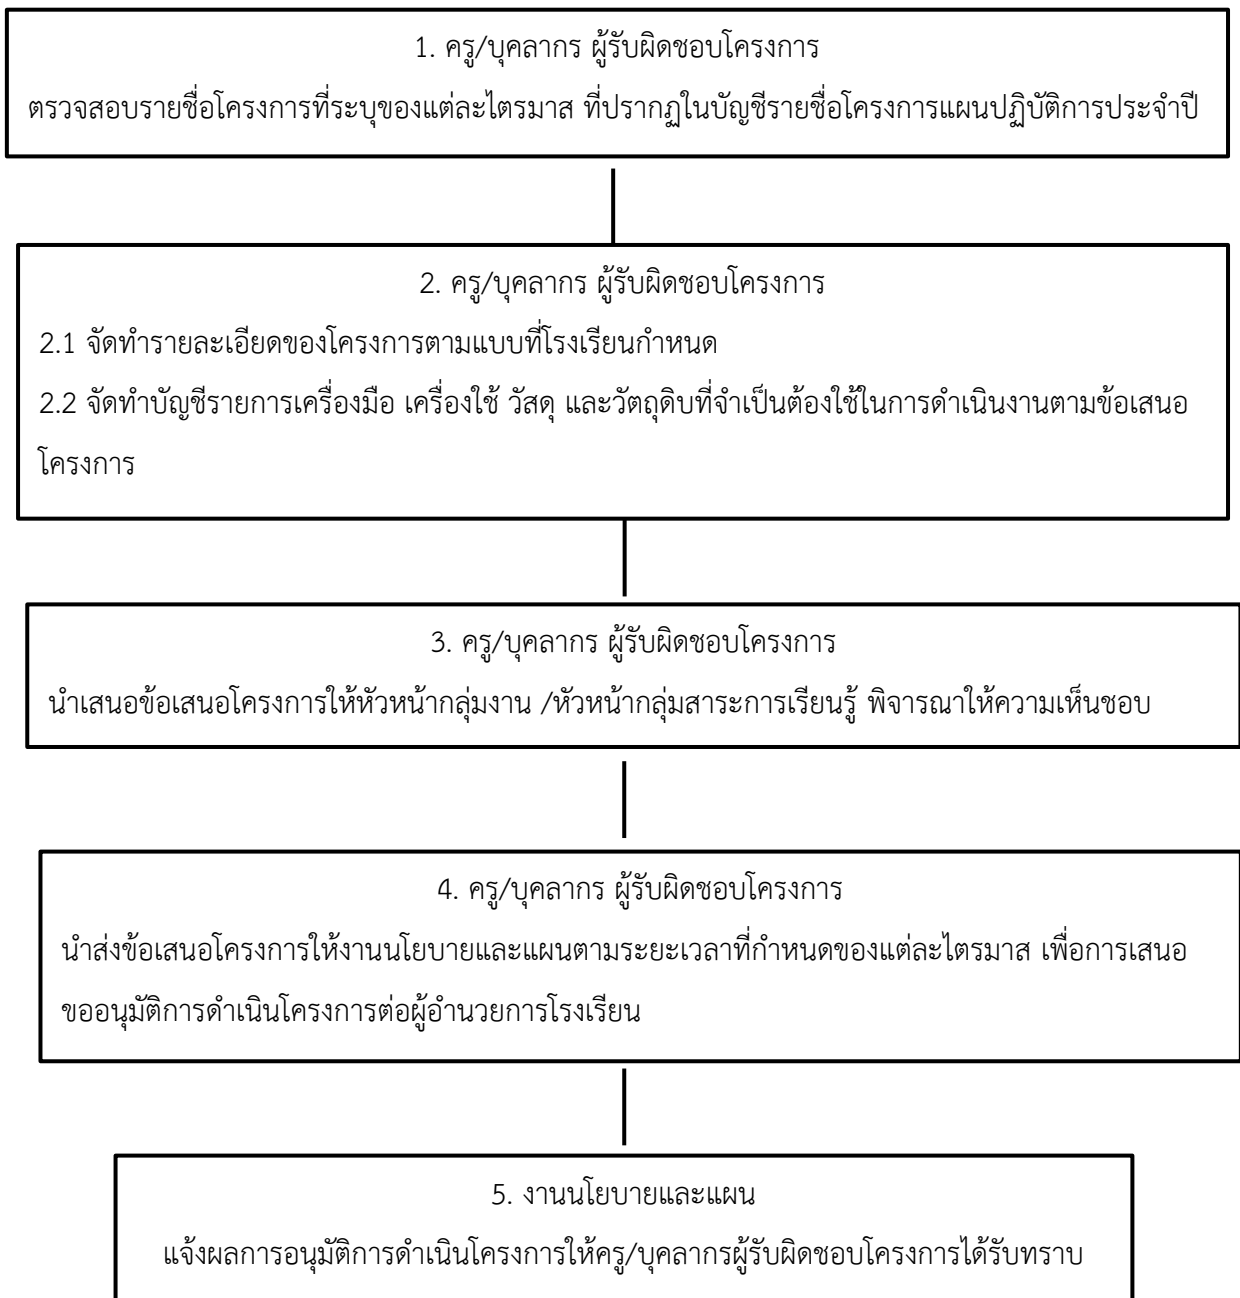 1. ครู/บุคลากร ผู้รับผิดชอบโครงการ
ตรวจสอบรายชื่อโครงการที่ระบุของแต่ละไตรมาส ที่ปรากฏในบัญชีรายชื่อโครงการแผนปฏิบัติการประจำปี
2. ครู/บุคลากร ผู้รับผิดชอบโครงการ
2.1 จัดทำรายละเอียดของโครงการตามแบบที่โรงเรียนกำหนด
2.2 จัดทำบัญชีรายการเครื่องมือ เครื่องใช้ วัสดุ และวัตถุดิบที่จำเป็นต้องใช้ในการดำเนินงานตามข้อเสนอ
โครงการ
3. ครู/บุคลากร ผู้รับผิดชอบโครงการ
นำเสนอข้อเสนอโครงการให้หัวหน้ากลุ่มงาน /หัวหน้ากลุ่มสาระการเรียนรู้ พิจารณาให้ความเห็นชอบ
4. ครู/บุคลากร ผู้รับผิดชอบโครงการ
นำส่งข้อเสนอโครงการให้งานนโยบายและแผนตามระยะเวลาที่กำหนดของแต่ละไตรมาส เพื่อการเสนอ
ขออนุมัติการดำเนินโครงการต่อผู้อำนวยการโรงเรียน
5. งานนโยบายและแผน
แจ้งผลการอนุมัติการดำเนินโครงการให้ครู/บุคลากรผู้รับผิดชอบโครงการได้รับทราบ